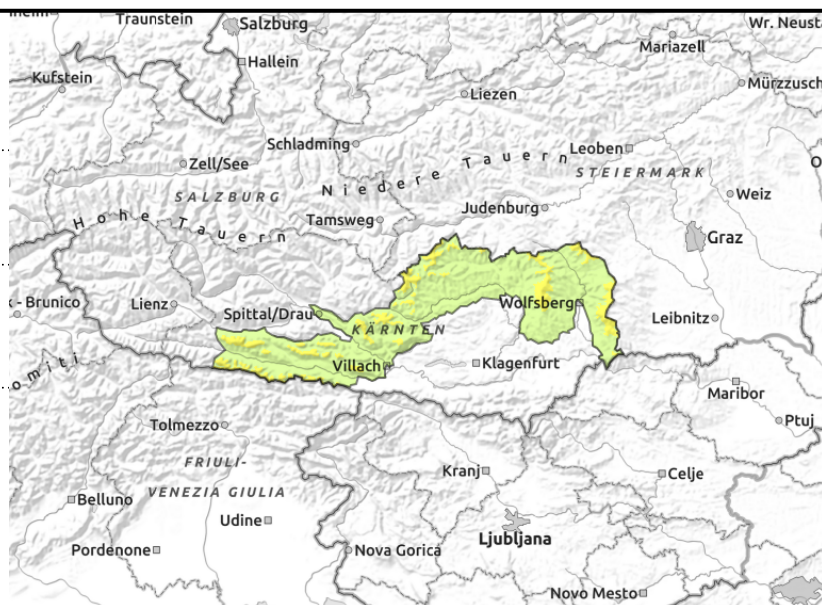 Traunstein
Salzburg
Wr. Neust
Mariazell
Hallein
Kufstein
Mürzzusch
Liezen
Schladming
Leoben
Zell/See
Niedere Tauern
STEIERMARK
SALZBURG
Weiz
Judenburg
Tamsweg
Hohe Tauern
Graz
k - Brunico
Lienz
Wolfsberg
Spittal/Drau
Leibnitz
KÄRNTEN
Villach
Klagenfurt
omiti
Maribor
Ptuj
Tolmezzo
FRIULI-
VENEZIA GIULIA
Kranj
Celje
Belluno
Udine
Ljubljana
Pordenone
Nova Gorica
Novo Mesto